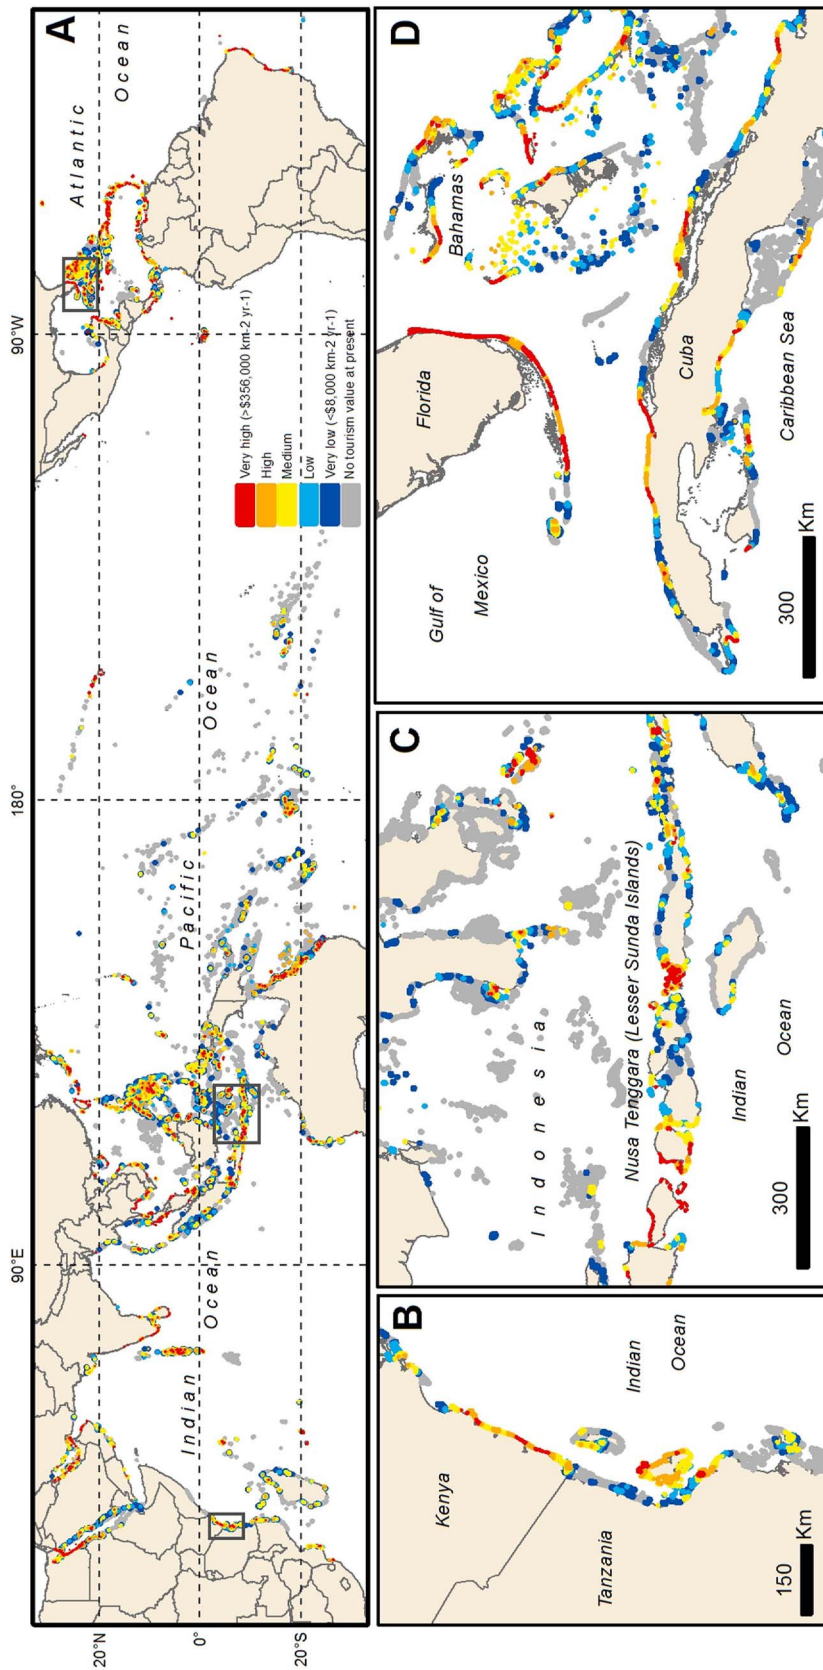 A
90°E
180°
90°W
20°N
0°
20°S
Indian
Ocean
Pacific
Ocean
Atlantic
Ocean
Very high (>$356,000 km-2 yr-1)
High
Medium
Low
Very low (<$8,000 km-2 yr-1)
No tourism value at present
B
Kenya
Tanzania
Indian
Ocean
150
Km
C
Indonesia
Nusa Tenggara (Lesser Sunda Islands)
Indian
Ocean
300
Km
D
Florida
Gulf of
Mexico
Bahamas
Cuba
Caribbean Sea
300
Km